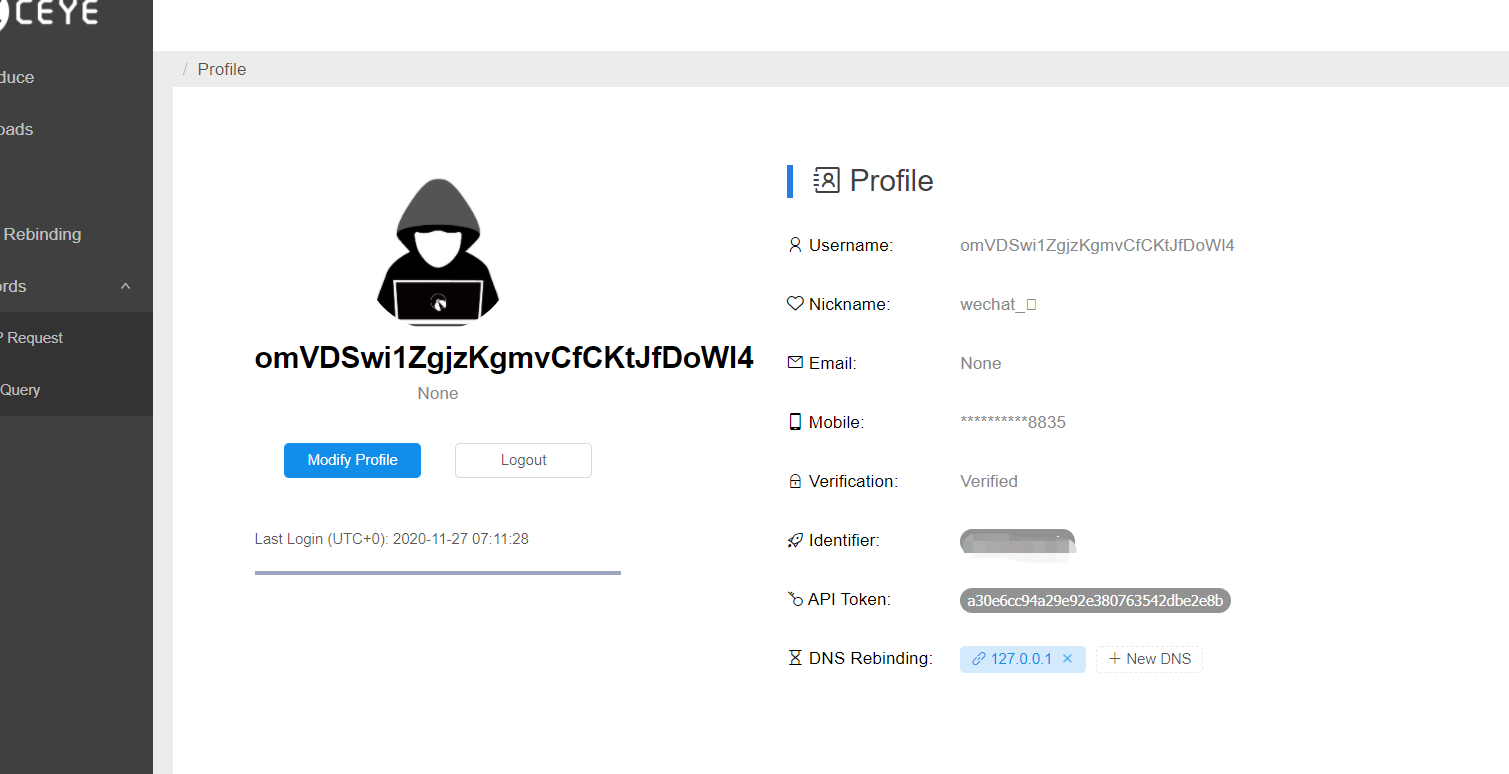 CEYE
duce
/ Profile
oads
Profile
Rebinding
Username: omVDSwi1ZgjzKgmvCfCKtJfDoWI4
ords
Nickname: wechat_□
P Request
omVDSwi1ZgjzKgmvCfCKtJfDoWI4
Email: None
Query
None
Mobile: **********8835
Modify Profile Logout
Verification: Verified
Last Login (UTC+0): 2020-11-27 07:11:28
Identifier:
API Token: a30e6cc94a29e92e380763542dbe2e8b
DNS Rebinding: 127.0.0.1 × + New DNS